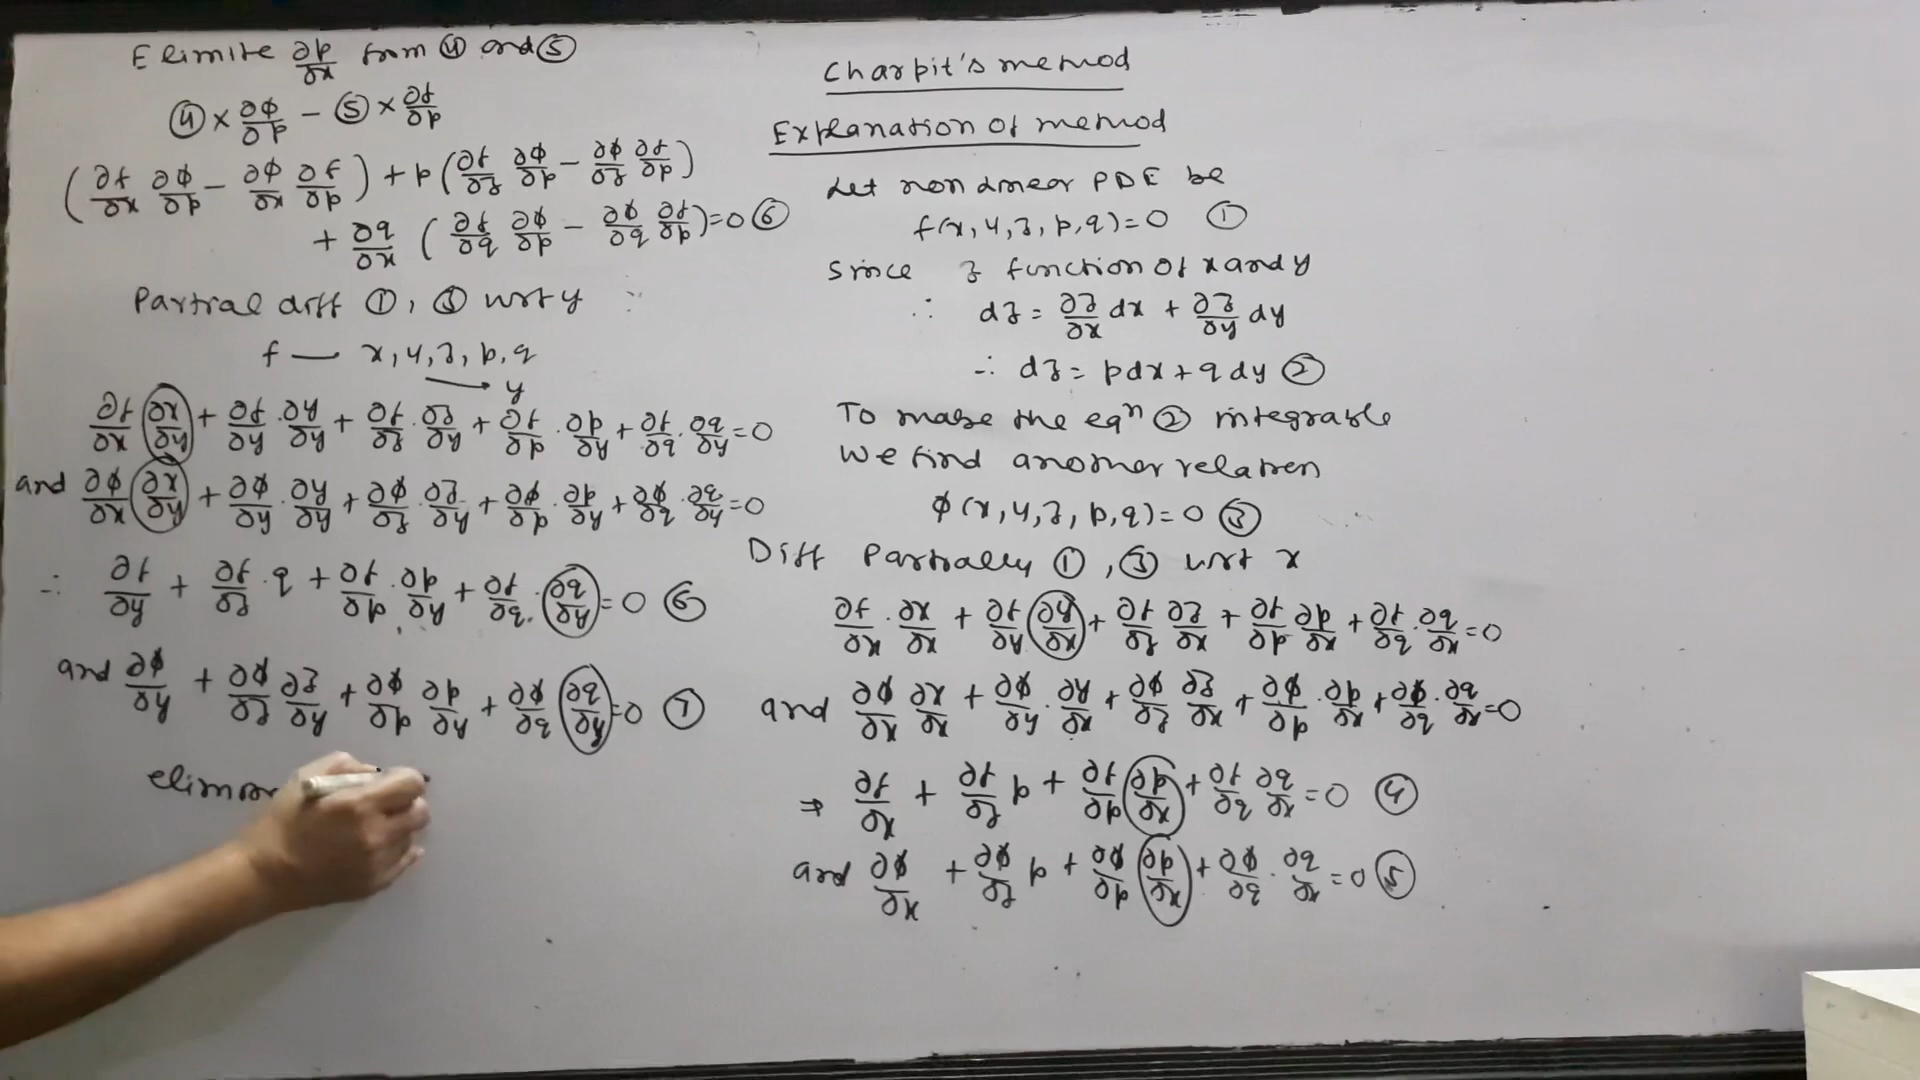 Charpit's method
Explanation of method
Let non linear PDE be
f(x, y, z, p, q) = 0 ①
Since z function of x and y
∴ dz = ∂z/∂x dx + ∂z/∂y dy
∴ dz = pdx + q dy ②
To make the eqⁿ ② integrable
We find another relation
ϕ(x, y, z, p, q) = 0 ③
Diff Partially ①, ③ wrt x
∂f/∂x · ∂x/∂x + ∂f/∂y ∂y/∂x + ∂f/∂z ∂z/∂x + ∂f/∂p ∂p/∂x + ∂f/∂q · ∂q/∂x = 0
and ∂ϕ/∂x ∂x/∂x + ∂ϕ/∂y · ∂y/∂x + ∂ϕ/∂z ∂z/∂x + ∂ϕ/∂p · ∂p/∂x + ∂ϕ/∂q · ∂q/∂x = 0
⇒ ∂f/∂x + ∂f/∂z p + ∂f/∂p ∂p/∂x + ∂f/∂q ∂q/∂x = 0 ④
and ∂ϕ/∂x + ∂ϕ/∂z p + ∂ϕ/∂p ∂p/∂x + ∂ϕ/∂q · ∂q/∂x = 0 ⑤
Elimite ∂p/∂x from ④ and ⑤
④ × ∂ϕ/∂p − ⑤ × ∂f/∂p
(∂f/∂x ∂ϕ/∂p − ∂ϕ/∂x ∂f/∂p) + p(∂f/∂z ∂ϕ/∂p − ∂ϕ/∂z ∂f/∂p)
+ ∂q/∂x (∂f/∂q ∂ϕ/∂p − ∂ϕ/∂q ∂f/∂p) = 0 ⑥
Partial diff ①, ③ wrt y
f — x, y, z, p, q
→ y
∂f/∂x ∂x/∂y + ∂f/∂y · ∂y/∂y + ∂f/∂z · ∂z/∂y + ∂f/∂p · ∂p/∂y + ∂f/∂q · ∂q/∂y = 0
and ∂ϕ/∂x ∂x/∂y + ∂ϕ/∂y · ∂y/∂y + ∂ϕ/∂z · ∂z/∂y + ∂ϕ/∂p · ∂p/∂y + ∂ϕ/∂q · ∂q/∂y = 0
∴ ∂f/∂y + ∂f/∂z · q + ∂f/∂p · ∂p/∂y + ∂f/∂q · ∂q/∂y = 0 ⑥
and ∂ϕ/∂y + ∂ϕ/∂z ∂z/∂y + ∂ϕ/∂p ∂p/∂y + ∂ϕ/∂q ∂q/∂y = 0 ⑦